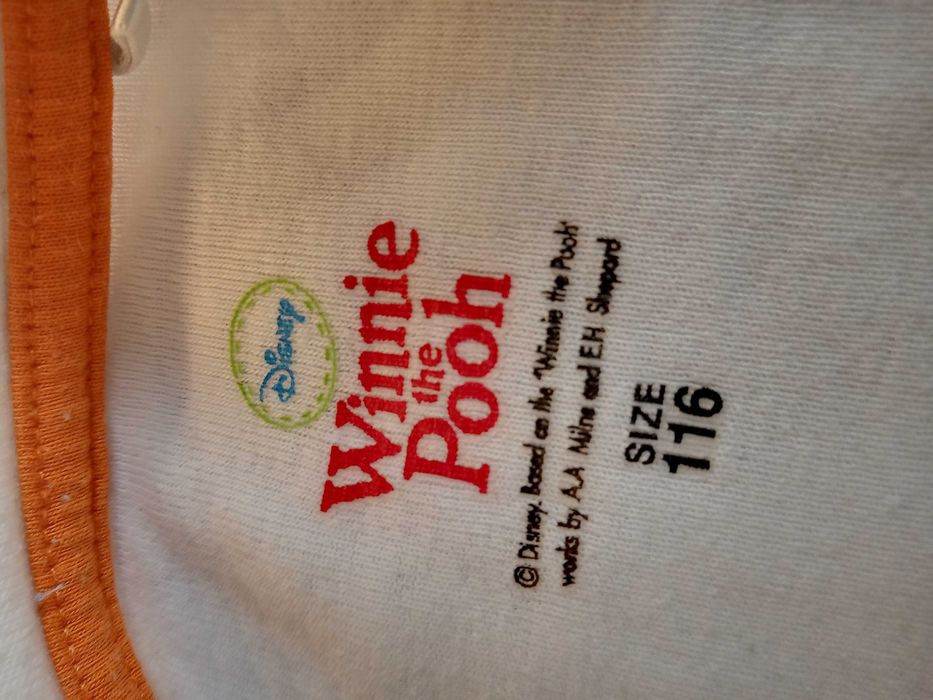 Disney
Winnie
the
Pooh
© Disney. Based on the 'Winnie the Pooh'
works by A.A Milne and E.H. Shepard
SIZE
116